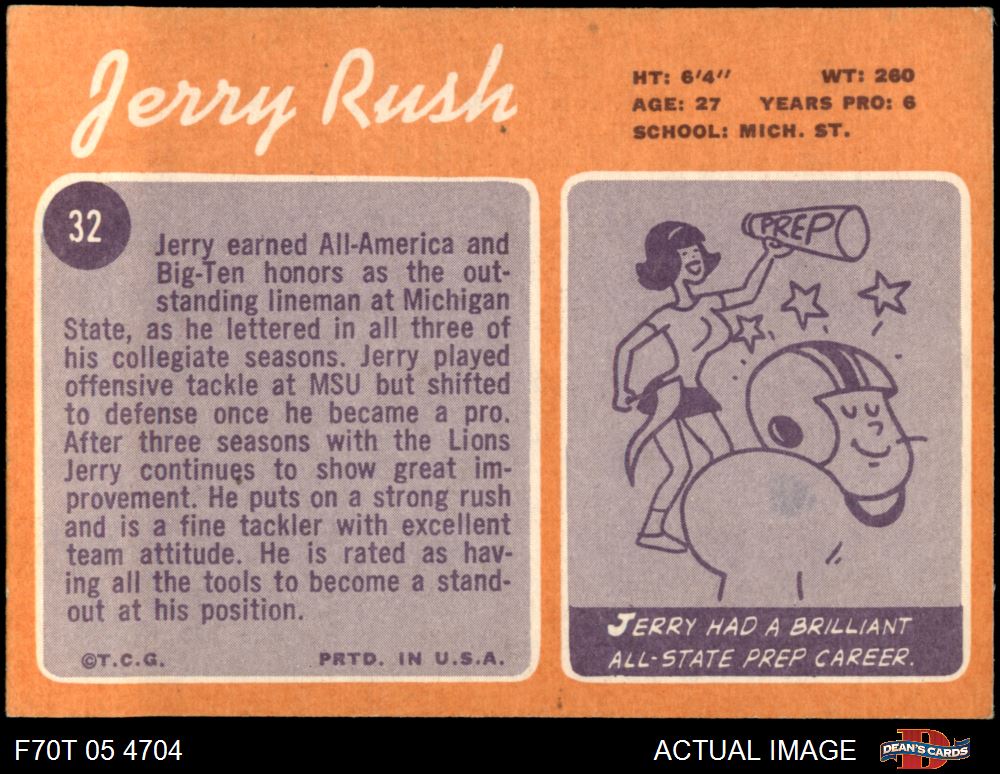 Jerry Rush
HT: 6'4'' WT: 260
AGE: 27 YEARS PRO: 6
SCHOOL: MICH. ST.
32
Jerry earned All-America and
Big-Ten honors as the out-
standing lineman at Michigan
State, as he lettered in all three of
his collegiate seasons. Jerry played
offensive tackle at MSU but shifted
to defense once he became a pro.
After three seasons with the Lions
Jerry continues to show great im-
provement. He puts on a strong rush
and is a fine tackler with excellent
team attitude. He is rated as hav-
ing all the tools to become a stand-
out at his position.
©T.C.G. PRTD. IN U.S.A.
PREP
JERRY HAD A BRILLIANT
ALL-STATE PREP CAREER.
F70T 05 4704
ACTUAL IMAGE
D
DEAN'S CARDS